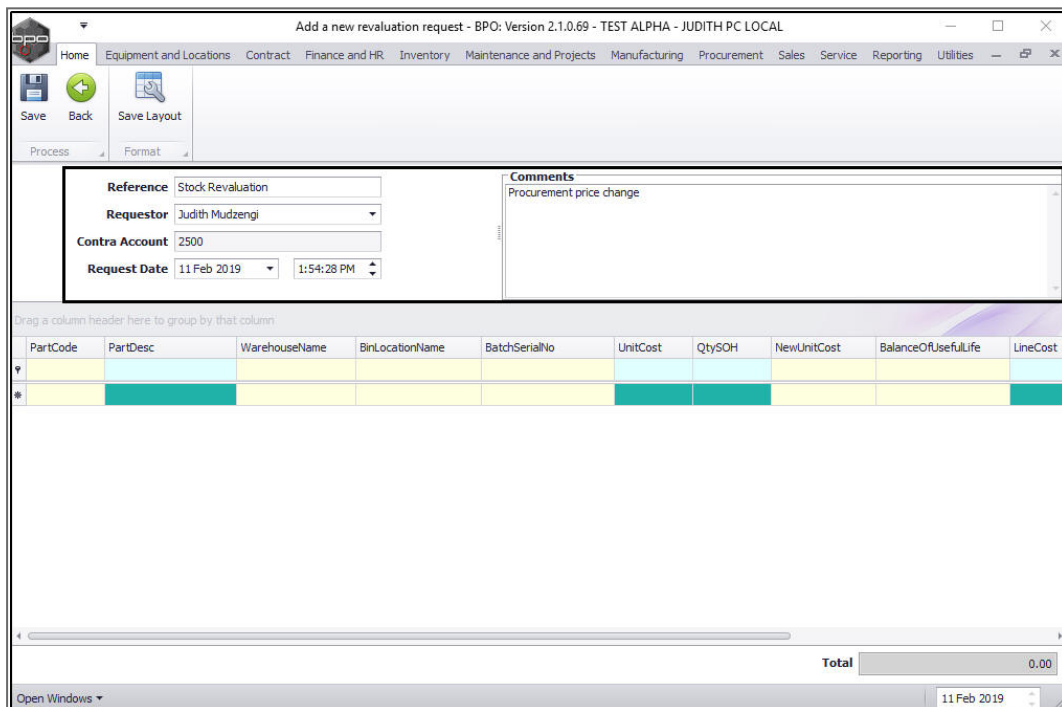 Add a new revaluation request - BPO: Version 2.1.0.69 - TEST ALPHA - JUDITH PC LOCAL
bpo
Home Equipment and Locations Contract Finance and HR Inventory Maintenance and Projects Manufacturing Procurement Sales Service Reporting Utilities
Save Back Save Layout
Process Format
Reference Stock Revaluation
Requestor Judith Mudzengi
Contra Account 2500
Request Date 11 Feb 2019 1:54:28 PM
Comments
Procurement price change
Drag a column header here to group by that column
PartCode PartDesc WarehouseName BinLocationName BatchSerialNo UnitCost QtySOH NewUnitCost BalanceOfUsefulLife LineCost
Total 0.00
Open Windows 11 Feb 2019